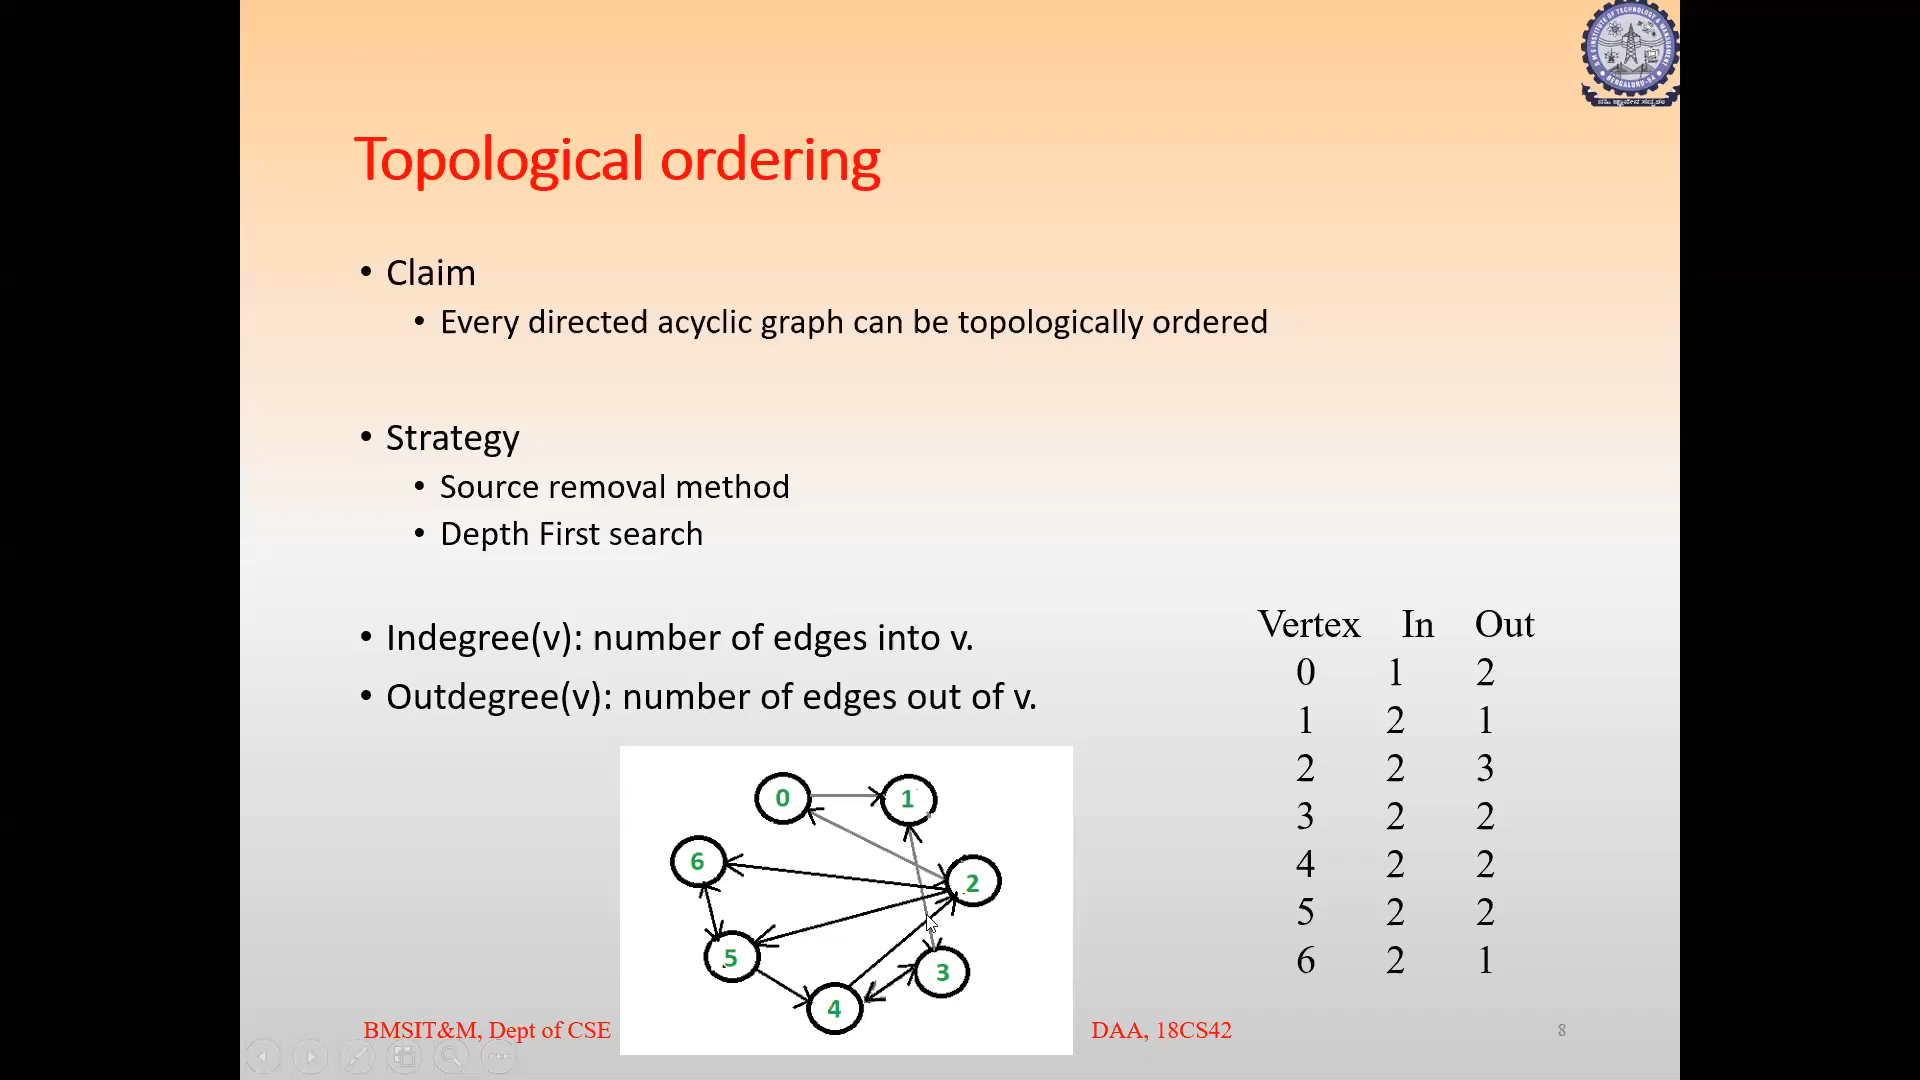 Topological ordering
• Claim
• Every directed acyclic graph can be topologically ordered
• Strategy
• Source removal method
• Depth First search
• Indegree(v): number of edges into v.
• Outdegree(v): number of edges out of v.
Vertex In Out
0 1 2
1 2 1
2 2 3
3 2 2
4 2 2
5 2 2
6 2 1
0 1
6
2
5
3
4
BMSIT&M, Dept of CSE
DAA, 18CS42
8